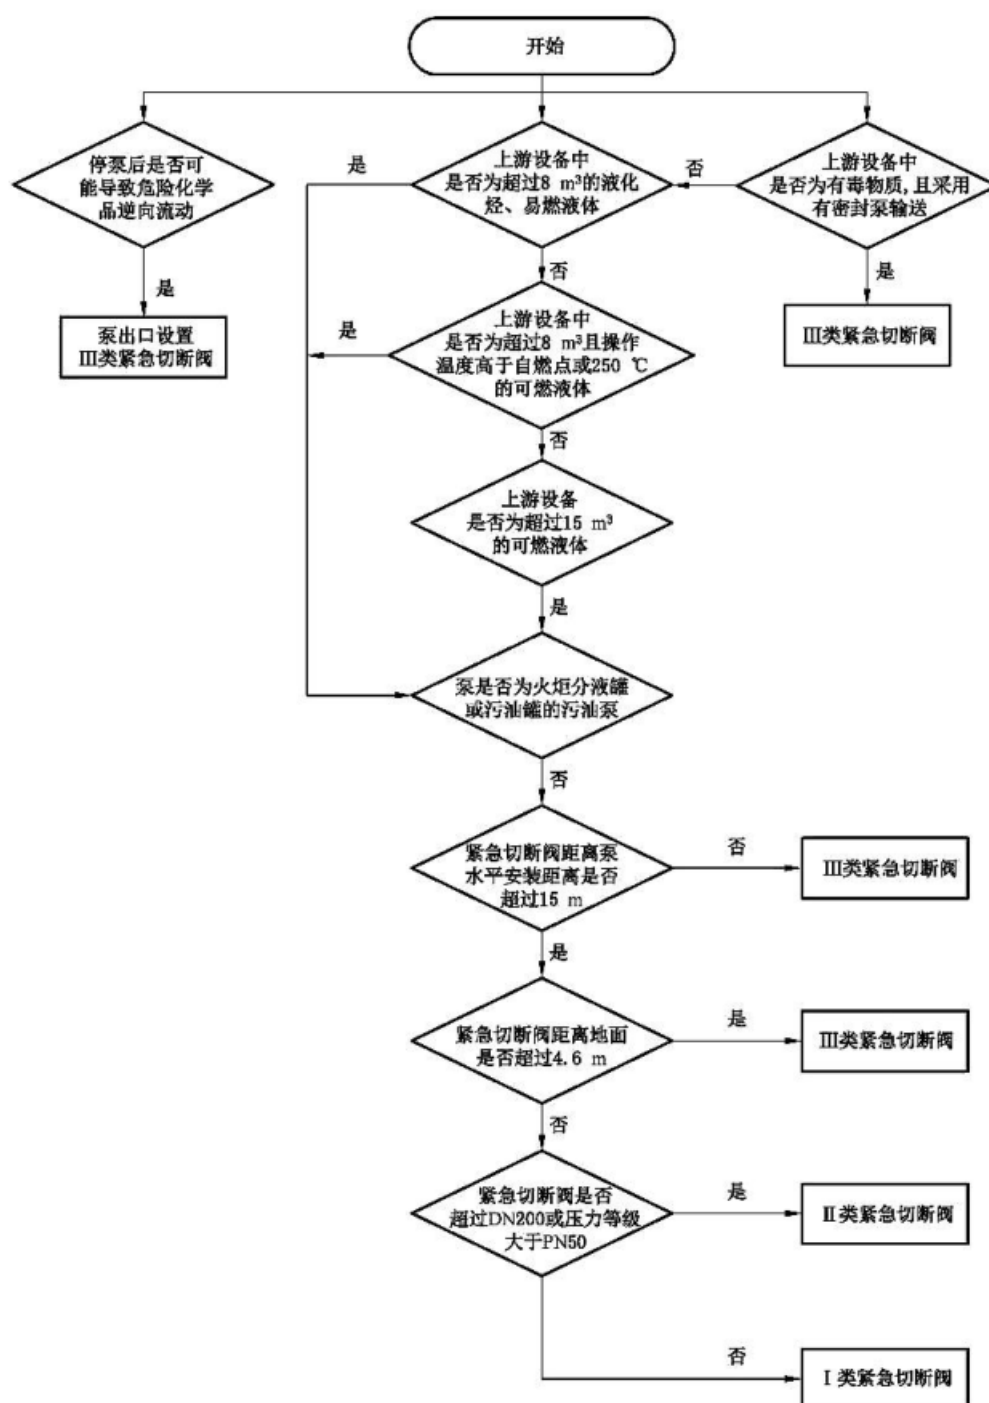 开始
停泵后是否可
能导致危险化学
品逆向流动
是
泵出口设置
Ⅲ类紧急切断阀
是
上游设备中
是否为超过8 m³的液化
烃、易燃液体
否
上游设备中
是否为有毒物质,且采用
有密封泵输送
是
Ⅲ类紧急切断阀
否
是
上游设备中
是否为超过8 m³且操作
温度高于自燃点或250 ℃
的可燃液体
否
上游设备
是否为超过15 m³
的可燃液体
是
泵是否为火炬分液罐
或污油罐的污油泵
否
紧急切断阀距离泵
水平安装距离是否
超过15 m
否
Ⅲ类紧急切断阀
是
紧急切断阀距离地面
是否超过4.6 m
是
Ⅲ类紧急切断阀
否
紧急切断阀是否
超过DN200或压力等级
大于PN50
是
Ⅱ类紧急切断阀
否
Ⅰ类紧急切断阀